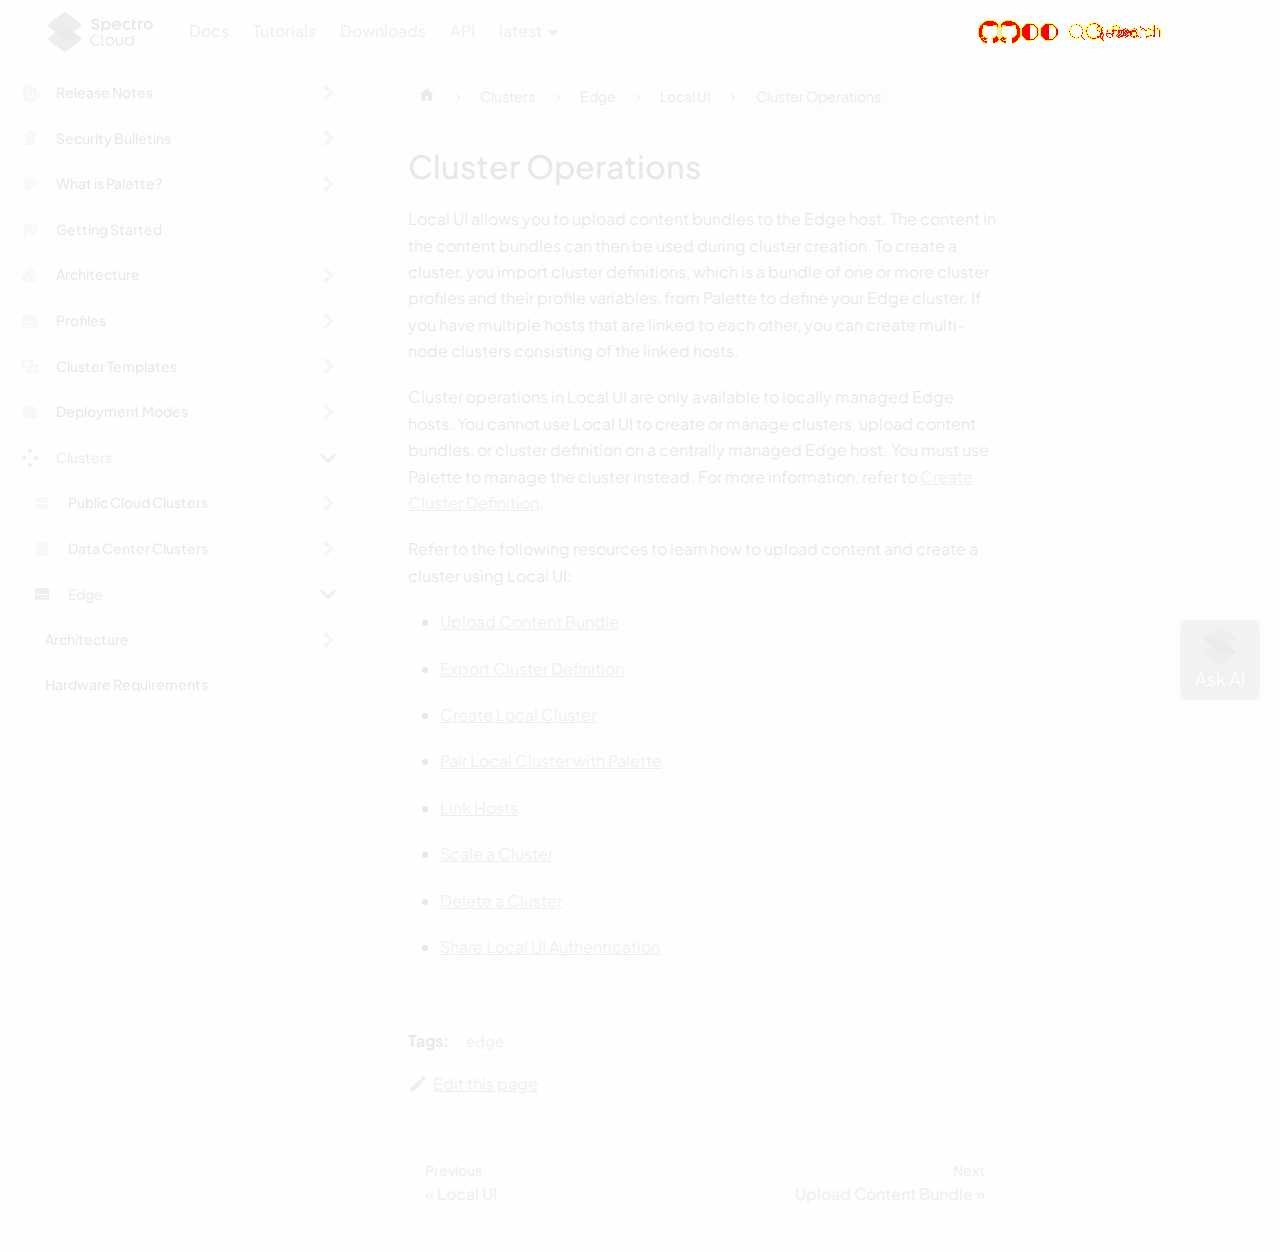 Spectro Cloud
Docs
Tutorials
Downloads
API
latest
Search
Release Notes
Security Bulletins
What is Palette?
Getting Started
Architecture
Profiles
Cluster Templates
Deployment Modes
Clusters
Public Cloud Clusters
Data Center Clusters
Edge
Architecture
Hardware Requirements
Clusters
Edge
Local UI
Cluster Operations
Cluster Operations
Local UI allows you to upload content bundles to the Edge host. The content in
the content bundles can then be used during cluster creation. To create a
cluster, you import cluster definitions, which is a bundle of one or more cluster
profiles and their profile variables, from Palette to define your Edge cluster. If
you have multiple hosts that are linked to each other, you can create multi-
node clusters consisting of the linked hosts.
Cluster operations in Local UI are only available to locally managed Edge
hosts. You cannot use Local UI to create or manage clusters, upload content
bundles, or cluster definition on a centrally managed Edge host. You must use
Palette to manage the cluster instead. For more information, refer to Create
Cluster Definition.
Refer to the following resources to learn how to upload content and create a
cluster using Local UI:
Upload Content Bundle
Export Cluster Definition
Create Local Cluster
Pair Local Cluster with Palette
Link Hosts
Scale a Cluster
Delete a Cluster
Share Local UI Authentication
Tags: edge
Edit this page
Previous
« Local UI
Next
Upload Content Bundle »
Ask AI